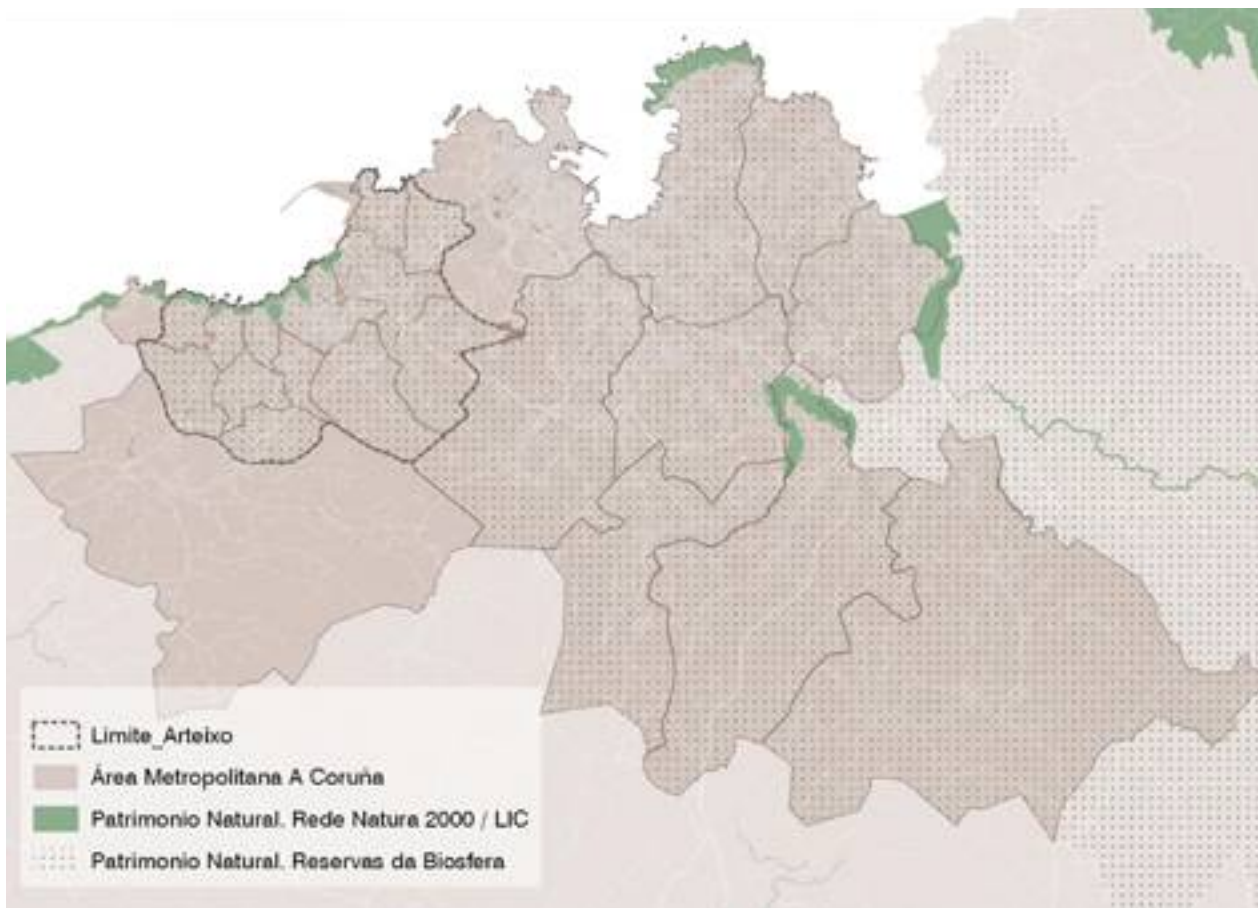 Limite_Arteixo
Área Metropolitana A Coruña
Patrimonio Natural. Rede Natura 2000 / LIC
Patrimonio Natural. Reservas da Biosfera